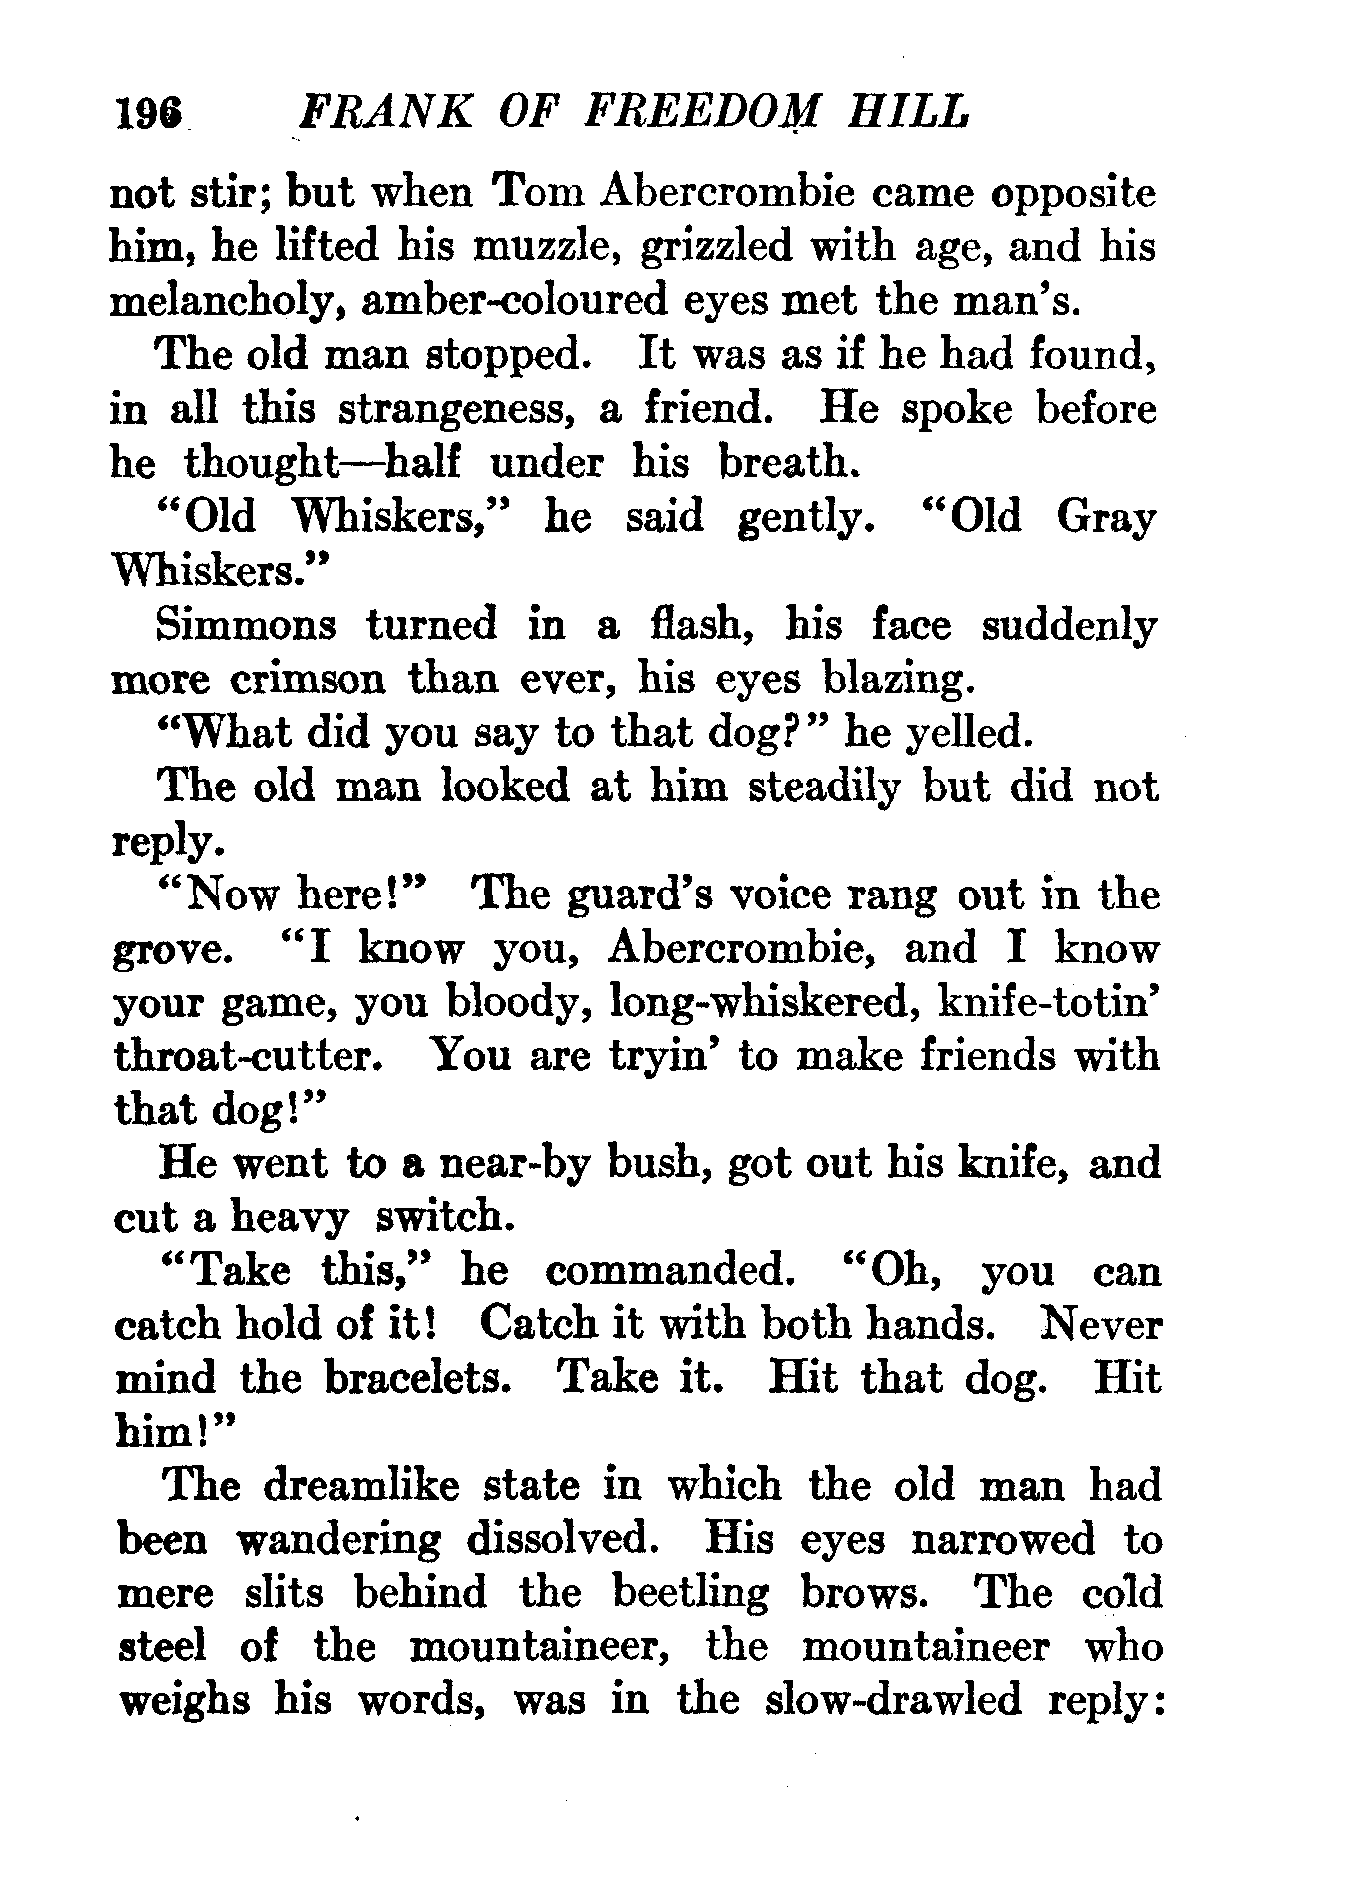 196 FRANK OF FREEDOM HILL
not stir; but when Tom Abercrombie came opposite
him, he lifted his muzzle, grizzled with age, and his
melancholy, amber-coloured eyes met the man's.
The old man stopped. It was as if he had found,
in all this strangeness, a friend. He spoke before
he thought—half under his breath.
“Old Whiskers,” he said gently. “Old Gray
Whiskers.”
Simmons turned in a flash, his face suddenly
more crimson than ever, his eyes blazing.
“What did you say to that dog?” he yelled.
The old man looked at him steadily but did not
reply.
“Now here!” The guard's voice rang out in the
grove. “I know you, Abercrombie, and I know
your game, you bloody, long-whiskered, knife-totin'
throat-cutter. You are tryin' to make friends with
that dog!”
He went to a near-by bush, got out his knife, and
cut a heavy switch.
“Take this,” he commanded. “Oh, you can
catch hold of it! Catch it with both hands. Never
mind the bracelets. Take it. Hit that dog. Hit
him!”
The dreamlike state in which the old man had
been wandering dissolved. His eyes narrowed to
mere slits behind the beetling brows. The cold
steel of the mountaineer, the mountaineer who
weighs his words, was in the slow-drawled reply: